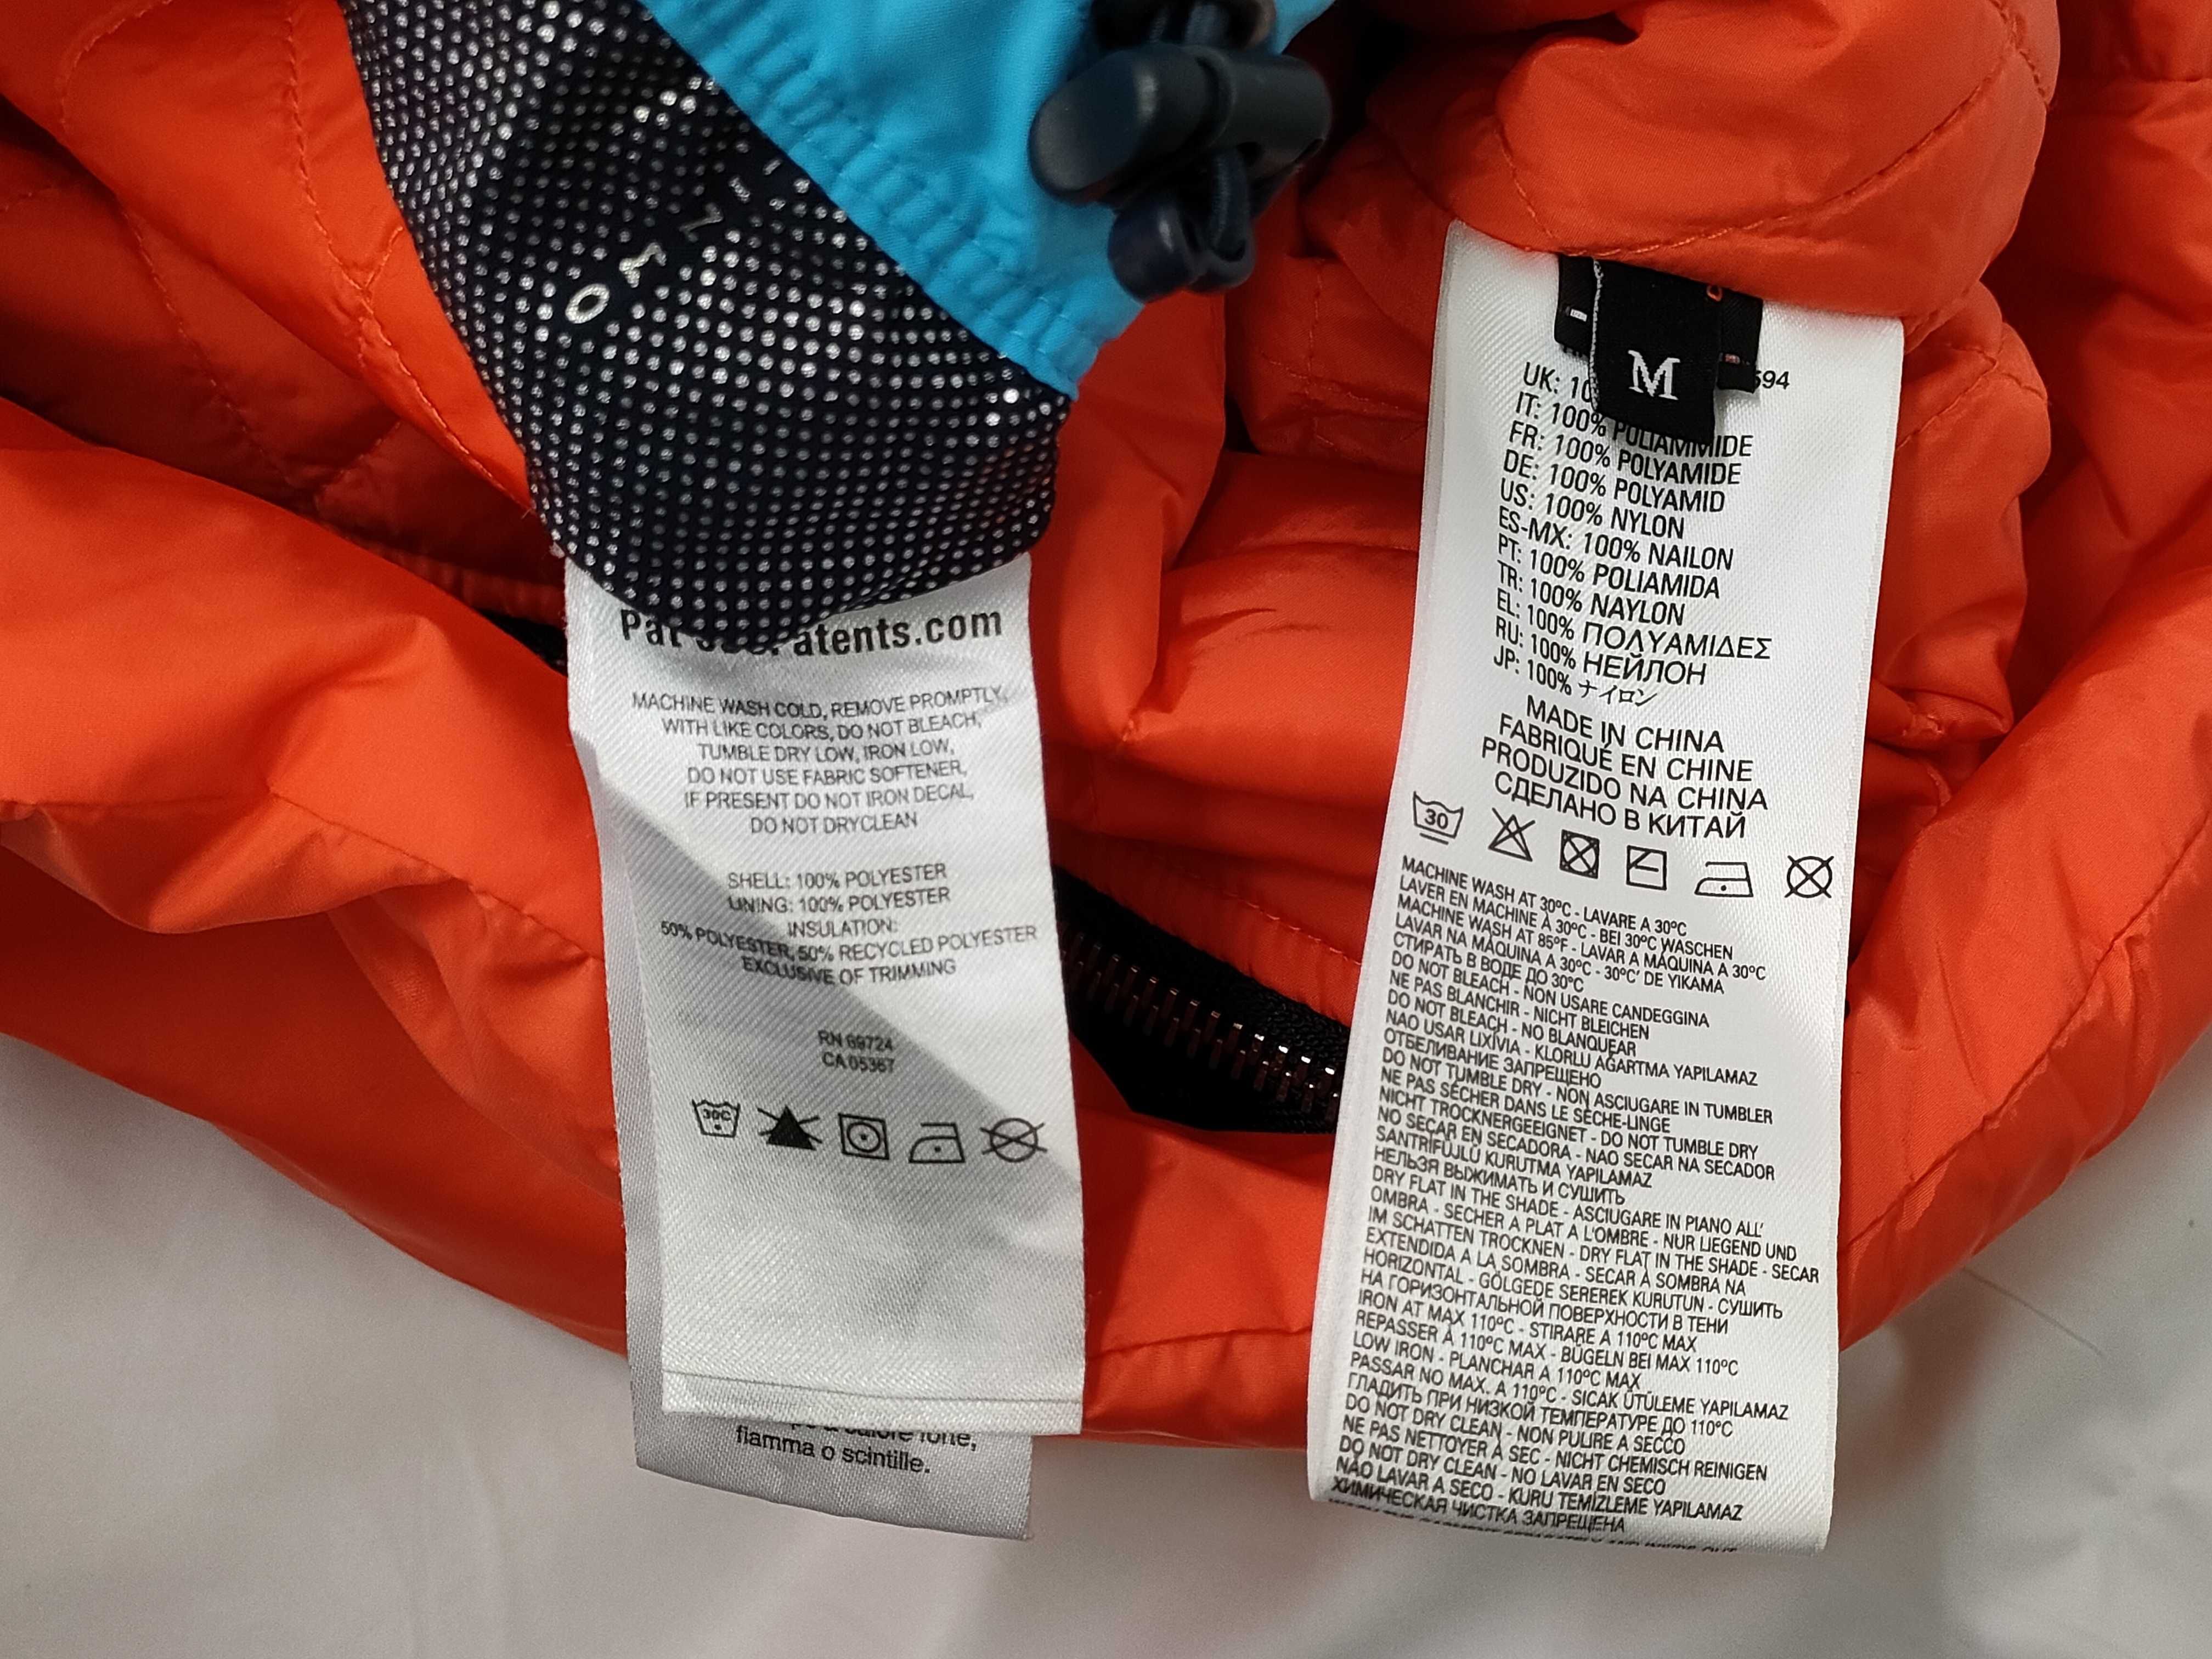 Pat atents.com
MACHINE WASH COLD, REMOVE PROMPTLY,
WITH LIKE COLORS, DO NOT BLEACH,
TUMBLE DRY LOW, IRON LOW,
DO NOT USE FABRIC SOFTENER,
IF PRESENT DO NOT IRON DECAL,
DO NOT DRYCLEAN
SHELL: 100% POLYESTER
LINING: 100% POLYESTER
INSULATION:
50% POLYESTER, 50% RECYCLED POLYESTER
EXCLUSIVE OF TRIMMING
RN 69724
CA 05367
30C
fiamma o scintille.
M
UK: 10 594
IT: 100% POLIAMMIDE
FR: 100% POLYAMIDE
DE: 100% POLYAMID
US: 100% NYLON
ES-MX: 100% NAILON
PT: 100% POLIAMIDA
TR: 100% NAYLON
EL: 100% ΠΟΛΥΑΜΙΔΕΣ
RU: 100% НЕЙЛОН
JP: 100% ナイロン
MADE IN CHINA
FABRIQUÉ EN CHINE
PRODUZIDO NA CHINA
СДЕЛАНО В КИТАЙ
30
MACHINE WASH AT 30°C - LAVARE A 30°C
LAVER EN MACHINE À 30°C - BEI 30°C WASCHEN
MACHINE WASH AT 85°F - LAVAR A MÁQUINA A 30°C
LAVAR NA MÁQUINA A 30°C - 30°C' DE YIKAMA
СТИРАТЬ В ВОДЕ ДО 30°C
DO NOT BLEACH - NON USARE CANDEGGINA
NE PAS BLANCHIR - NICHT BLEICHEN
DO NOT BLEACH - NO BLANQUEAR
NAO USAR LIXÍVIA - KLORLU AĞARTMA YAPILAMAZ
ОТБЕЛИВАНИЕ ЗАПРЕЩЕНО
DO NOT TUMBLE DRY - NON ASCIUGARE IN TUMBLER
NE PAS SÉCHER DANS LE SÈCHE-LINGE
NICHT TROCKNERGEEIGNET - DO NOT TUMBLE DRY
NO SECAR EN SECADORA - NAO SECAR NA SECADOR
SANTRİFÜJLÜ KURUTMA YAPILAMAZ
НЕЛЬЗЯ ВЫЖИМАТЬ И СУШИТЬ
DRY FLAT IN THE SHADE - ASCIUGARE IN PIANO ALL'
OMBRA - SECHER A PLAT A L'OMBRE - NUR LIEGEND UND
IM SCHATTEN TROCKNEN - DRY FLAT IN THE SHADE - SECAR
EXTENDIDA A LA SOMBRA - SECAR À SOMBRA NA
HORIZONTAL - GÖLGEDE SEREREK KURUTUN - СУШИТЬ
НА ГОРИЗОНТАЛЬНОЙ ПОВЕРХНОСТИ В ТЕНИ
IRON AT MAX 110°C - STIRARE A 110°C MAX
REPASSER À 110°C MAX - BÜGELN BEI MAX 110°C
LOW IRON - PLANCHAR A 110°C MAX
PASSAR NO MAX. A 110°C - SICAK ÜTÜLEME YAPILAMAZ
ГЛАДИТЬ ПРИ НИЗКОЙ ТЕМПЕРАТУРЕ ДО 110°C
DO NOT DRY CLEAN - NON PULIRE A SECCO
NE PAS NETTOYER À SEC - NICHT CHEMISCH REINIGEN
DO NOT DRY CLEAN - NO LAVAR EN SECO
NÃO LAVAR A SECO - KURU TEMİZLEME YAPILAMAZ
ХИМИЧЕСКАЯ ЧИСТКА ЗАПРЕЩЕНА